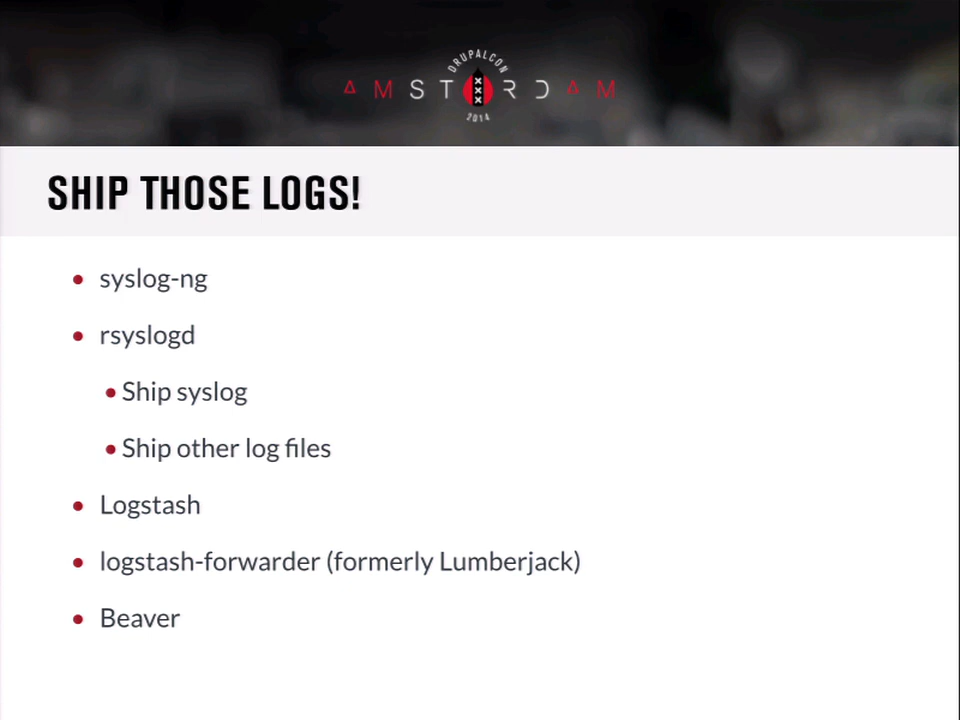 DRUPALCON
AMSTERDAM
2014
SHIP THOSE LOGS!
• syslog-ng
• rsyslogd
• Ship syslog
• Ship other log files
• Logstash
• logstash-forwarder (formerly Lumberjack)
• Beaver